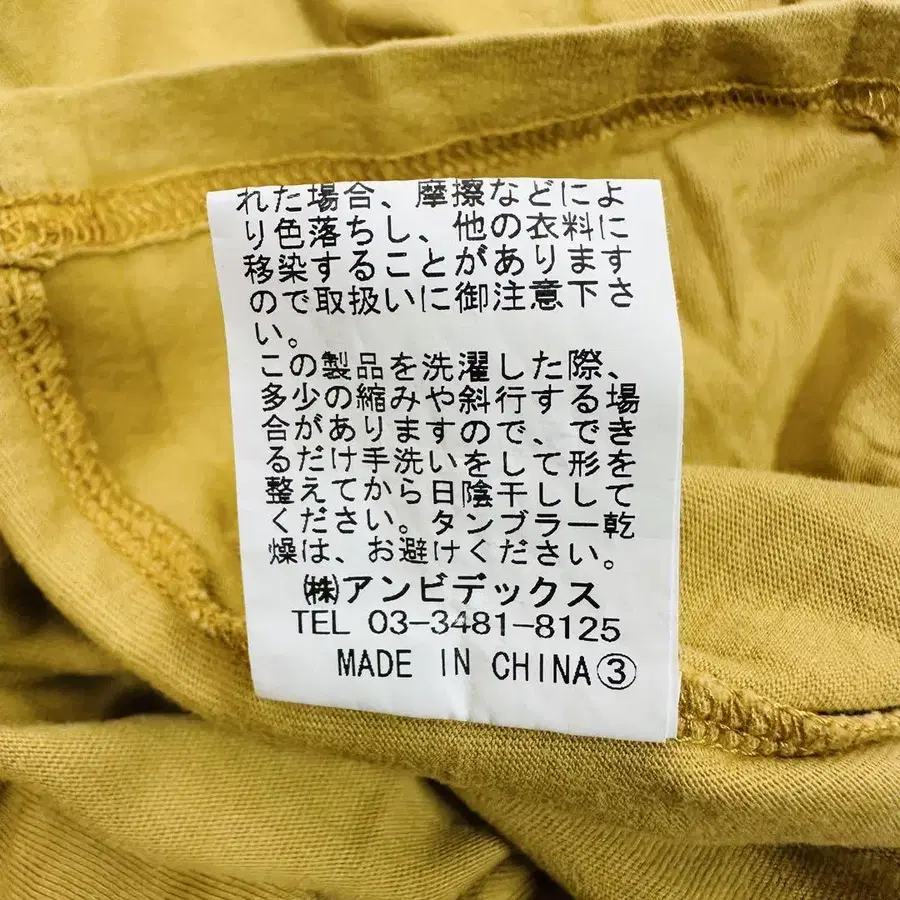 れた場合、摩擦などによ
り色落ちし、他の衣料に
移染することがあります
ので取扱いに御注意下さ
い。
この製品を洗濯した際、
多少の縮みや斜行する場
合がありますので、でき
るだけ手洗いをして形を
整えてから日陰干しして
ください。タンブラー乾
燥は、お避けください。
㈱アンビデックス
TEL 03-3481-8125
MADE IN CHINA③